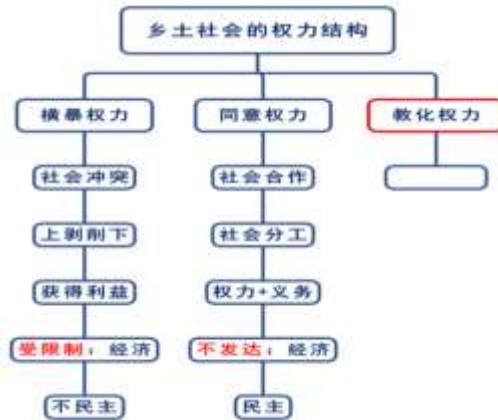 乡土社会的权力结构
横暴权力
同意权力
教化权力
社会冲突
社会合作
上剥削下
社会分工
获得利益
权力+义务
受限制：经济
不发达：经济
不民主
民主